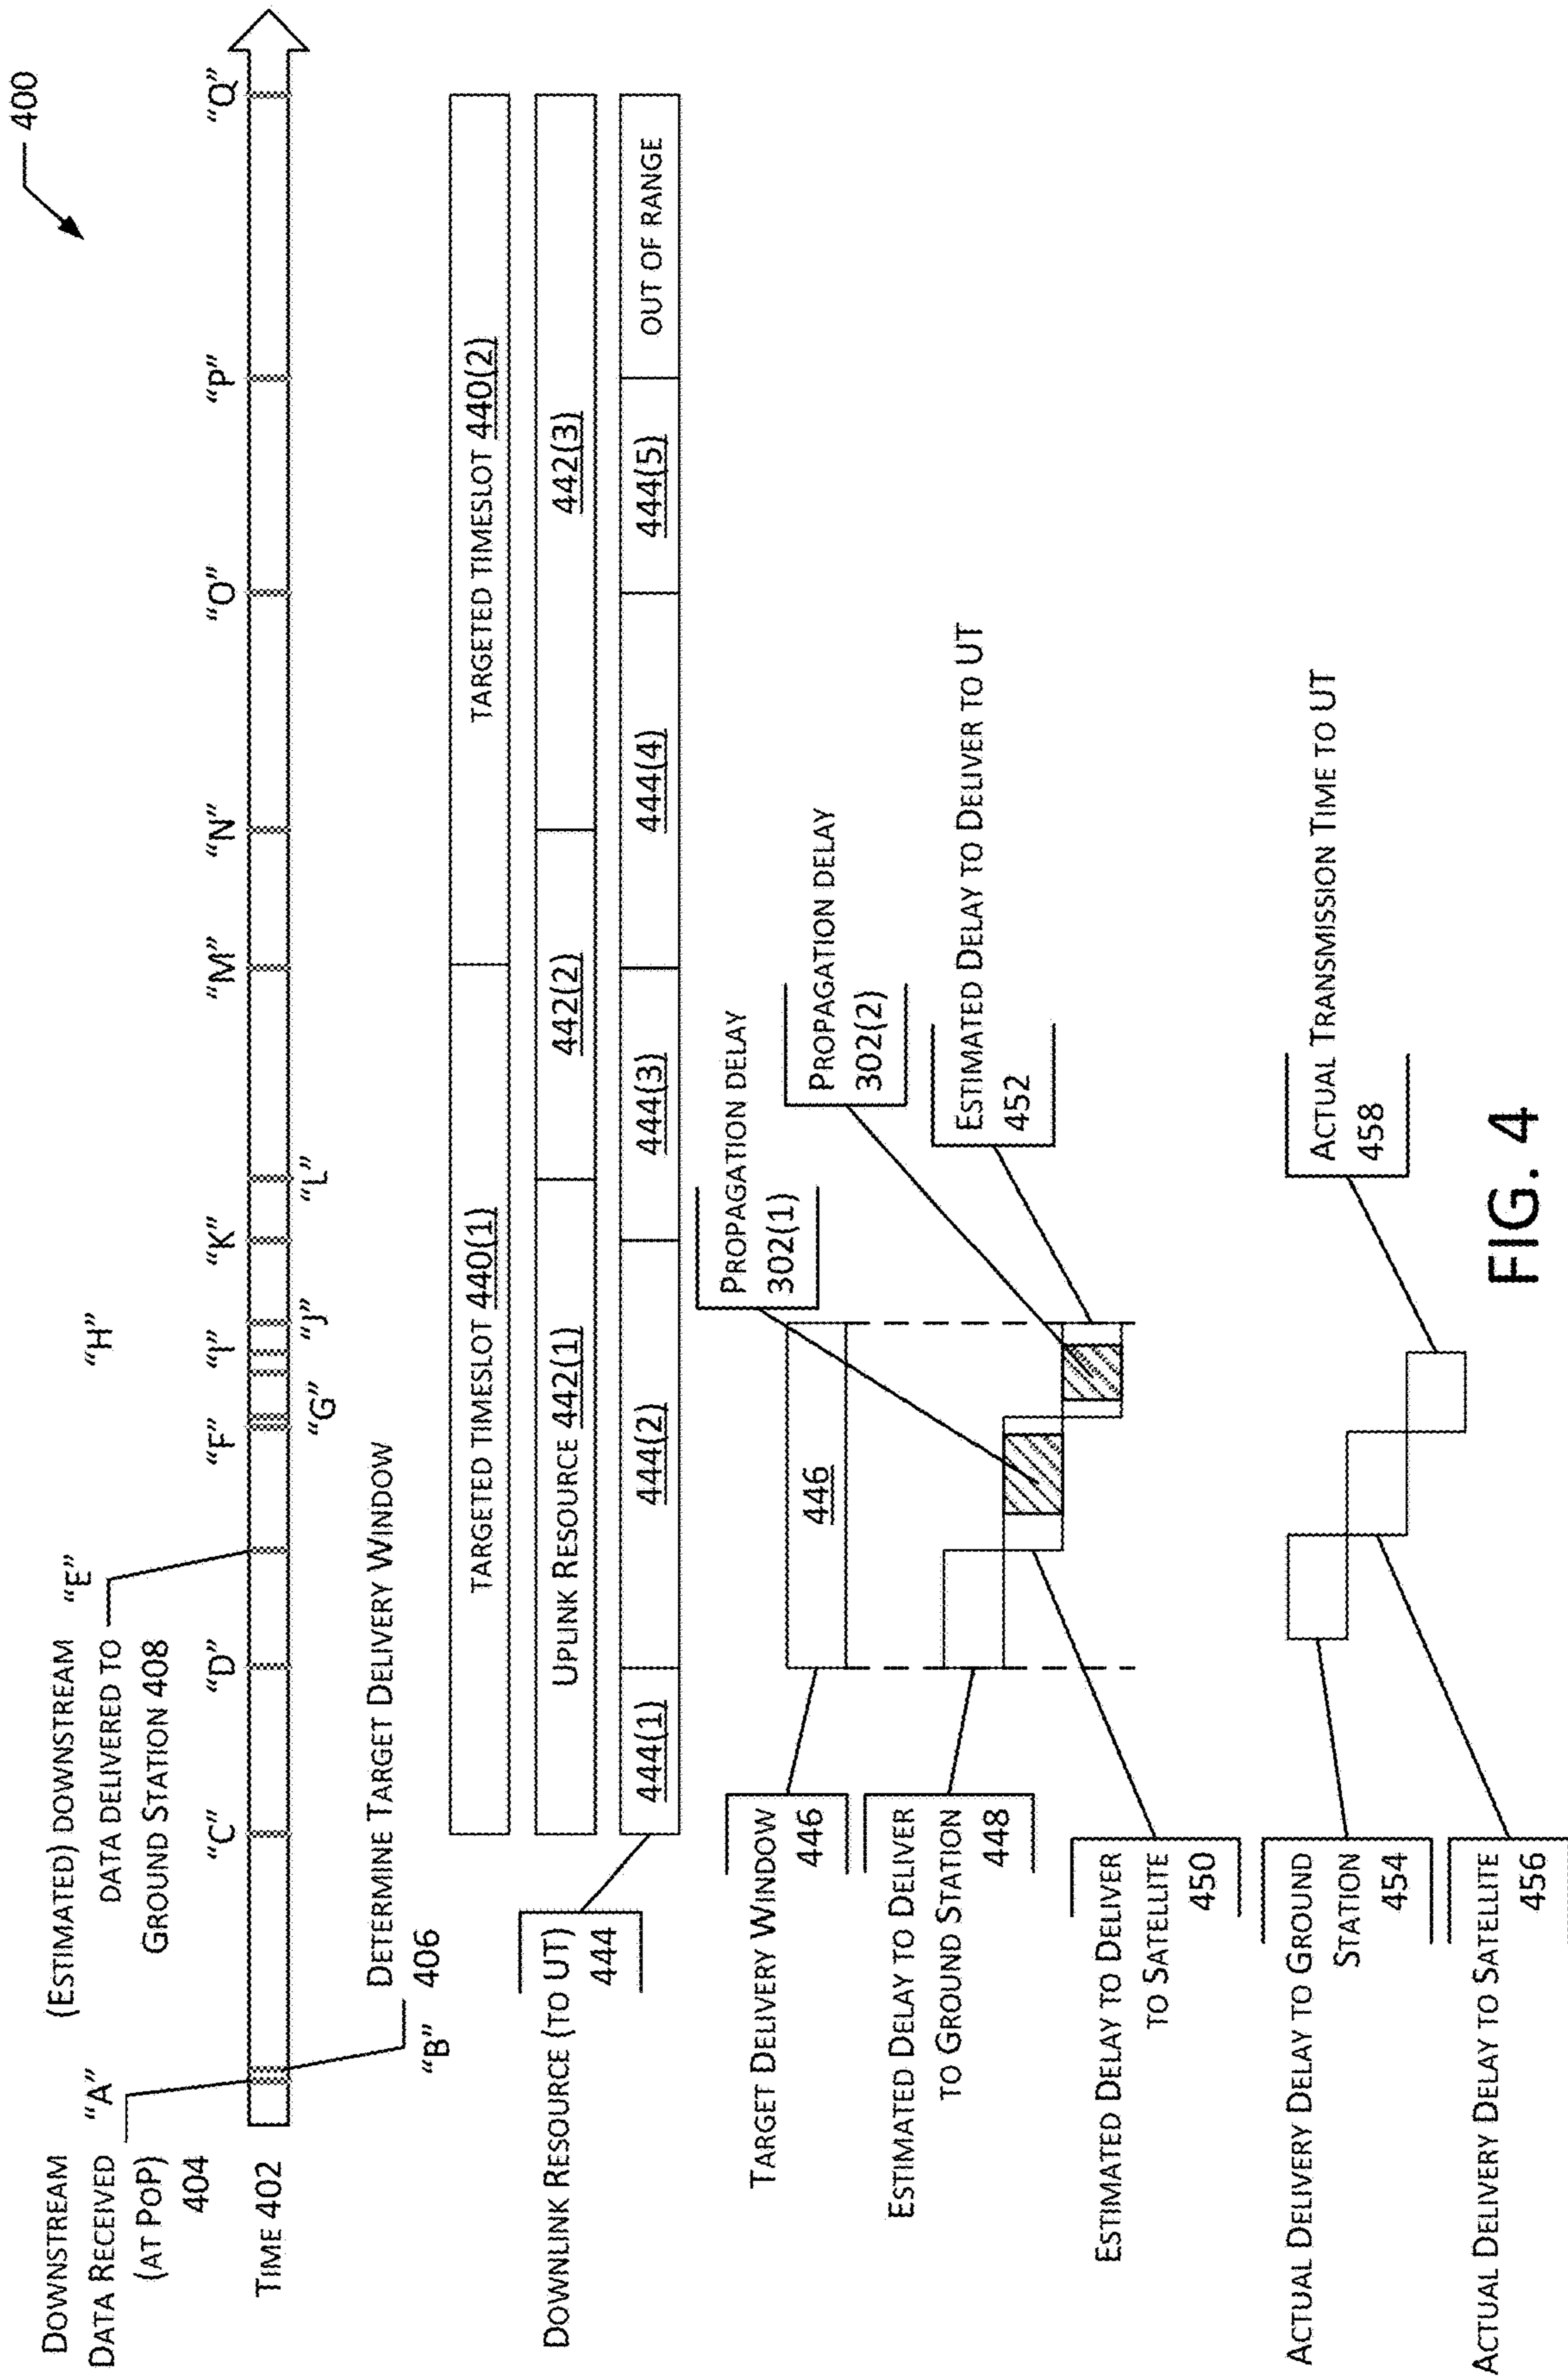 400
DOWNSTREAM
DATA RECEIVED
(AT POP)
404
"A"
(ESTIMATED) DOWNSTREAM
DATA DELIVERED TO
GROUND STATION 408
"E"
"H"
TIME 402
"C"
"D"
"F"
"I"
"K"
"M"
"N"
"O"
"P"
"Q"
"G"
"J"
"L"
"B"
DETERMINE TARGET DELIVERY WINDOW
406
TARGETED TIMESLOT 440(1)
TARGETED TIMESLOT 440(2)
UPLINK RESOURCE 442(1)
442(2)
442(3)
DOWNLINK RESOURCE (TO UT)
444
444(1)
444(2)
444(3)
444(4)
444(5)
OUT OF RANGE
TARGET DELIVERY WINDOW
446
446
PROPAGATION DELAY
302(1)
PROPAGATION DELAY
302(2)
ESTIMATED DELAY TO DELIVER
TO GROUND STATION
448
ESTIMATED DELAY TO DELIVER TO UT
452
ESTIMATED DELAY TO DELIVER
TO SATELLITE
450
ACTUAL DELIVERY DELAY TO GROUND
STATION
454
ACTUAL TRANSMISSION TIME TO UT
458
ACTUAL DELIVERY DELAY TO SATELLITE
456
FIG. 4